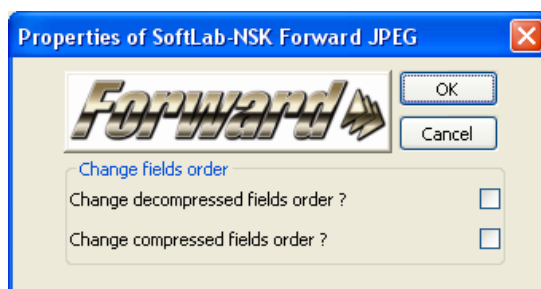 Properties of SoftLab-NSK Forward JPEG
Forward
OK
Cancel
Change fields order
Change decompressed fields order ?
Change compressed fields order ?